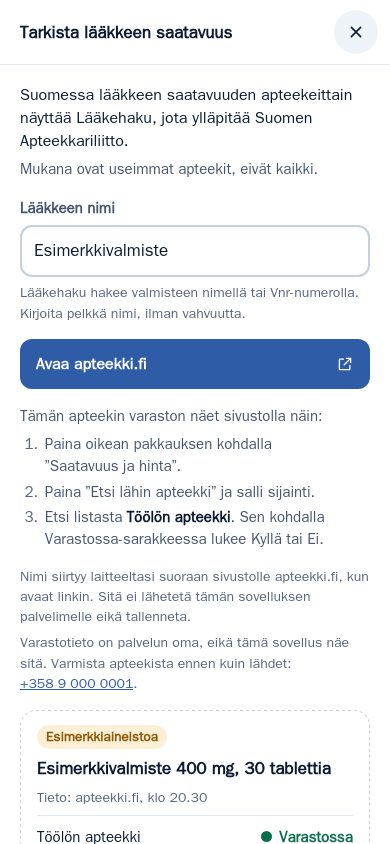 Tarkista lääkkeen saatavuus
Suomessa lääkkeen saatavuuden apteekeittain
näyttää Lääkehaku, jota ylläpitää Suomen
Apteekkariliitto.
Mukana ovat useimmat apteekit, eivät kaikki.
Lääkkeen nimi
Esimerkkivalmiste
Lääkehaku hakee valmisteen nimellä tai Vnr-numerolla.
Kirjoita pelkkä nimi, ilman vahvuutta.
Avaa apteekki.fi
Tämän apteekin varaston näet sivustolla näin:
1. Paina oikean pakkauksen kohdalla
”Saatavuus ja hinta”.
2. Paina ”Etsi lähin apteekki” ja salli sijainti.
3. Etsi listasta Töölön apteekki. Sen kohdalla
Varastossa-sarakkeessa lukee Kyllä tai Ei.
Nimi siirtyy laitteeltasi suoraan sivustolle apteekki.fi, kun
avaat linkin. Sitä ei lähetetä tämän sovelluksen
palvelimelle eikä tallenneta.
Varastotieto on palvelun oma, eikä tämä sovellus näe
sitä. Varmista apteekista ennen kuin lähdet:
+358 9 000 0001.
Esimerkkiaineistoa
Esimerkkivalmiste 400 mg, 30 tablettia
Tieto: apteekki.fi, klo 20.30
Töölön apteekki Varastossa